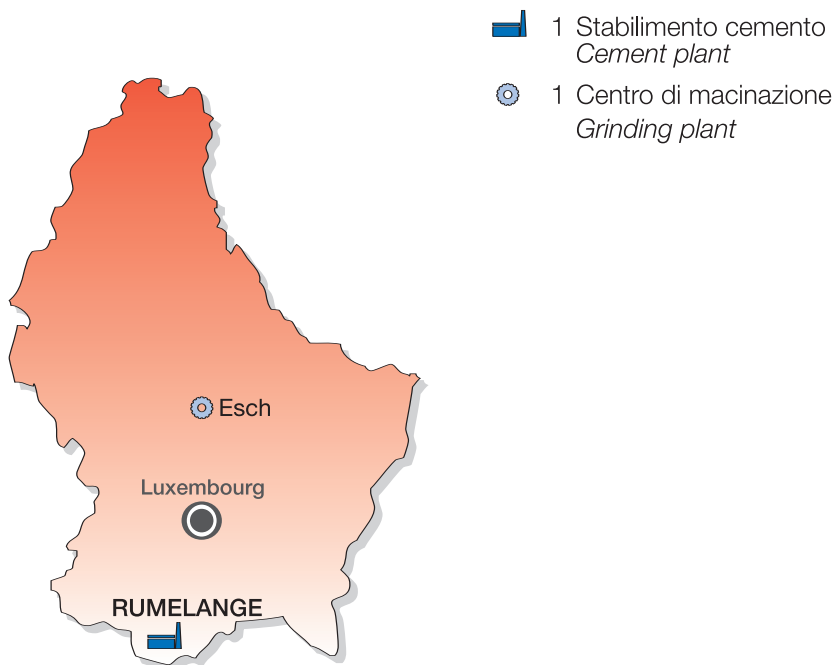 1 Stabilimento cemento
Cement plant
1 Centro di macinazione
Grinding plant
Esch
Luxembourg
RUMELANGE